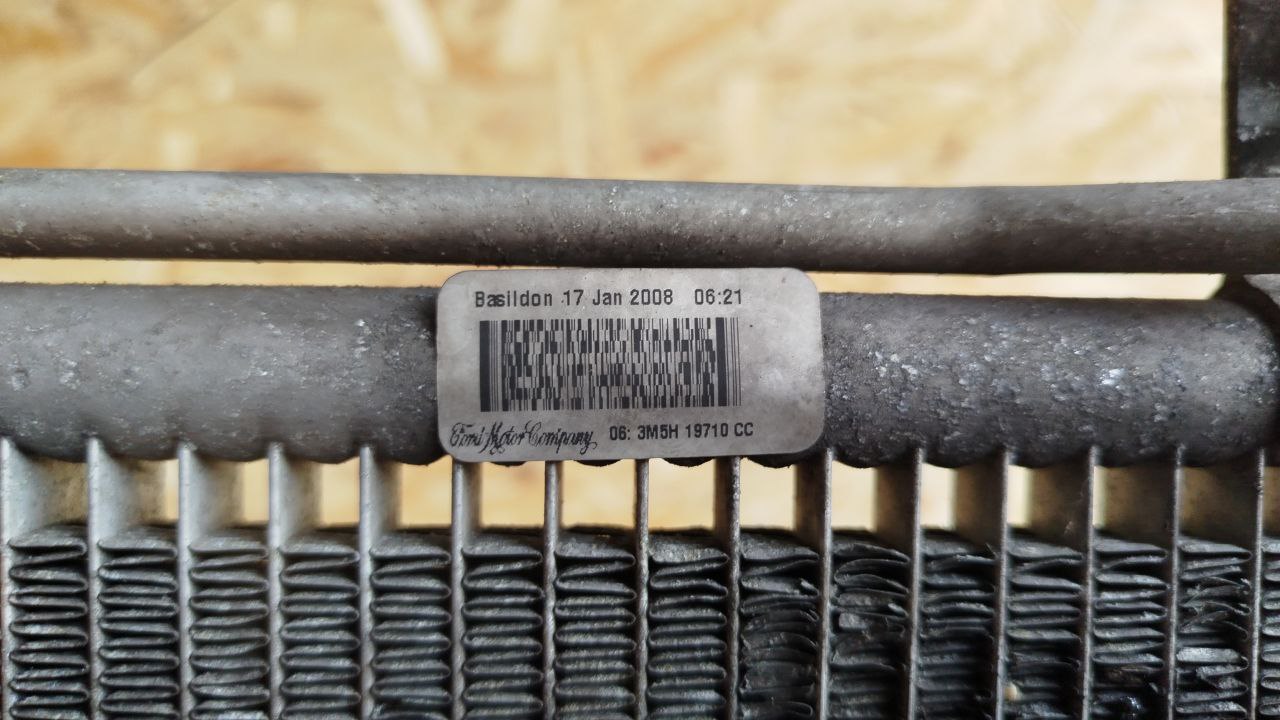 Basildon 17 Jan 2008 06:21
Ford Motor Company 06: 3M5H 19710 CC